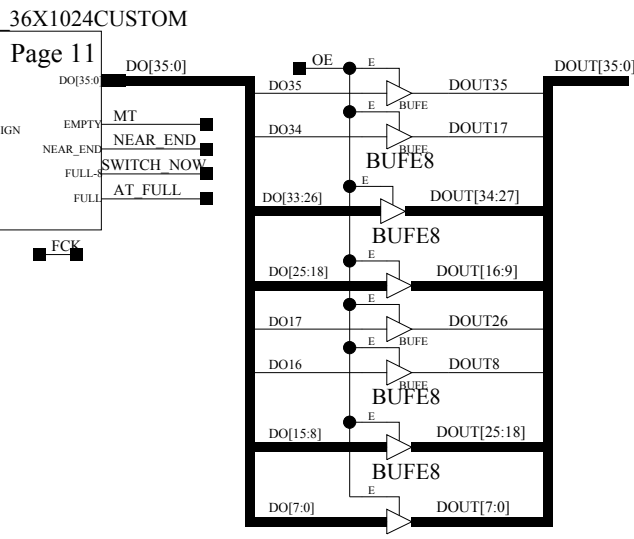 _36X1024CUSTOM
Page 11
DO[35:0]
DO[35:0]
OE
E
DOUT[35:0]
DO35
BUFE
DOUT35
IGN
EMPTY
MT
E
DO34
BUFE
DOUT17
NEAR_END
NEAR_END
BUFE8
FULL-8
SWITCH_NOW
E
FULL
AT_FULL
DO[33:26]
DOUT[34:27]
BUFE8
FCK
E
DO[25:18]
DOUT[16:9]
E
DO17
BUFE
DOUT26
E
DO16
BUFE
DOUT8
BUFE8
E
DO[15:8]
DOUT[25:18]
BUFE8
E
DO[7:0]
DOUT[7:0]